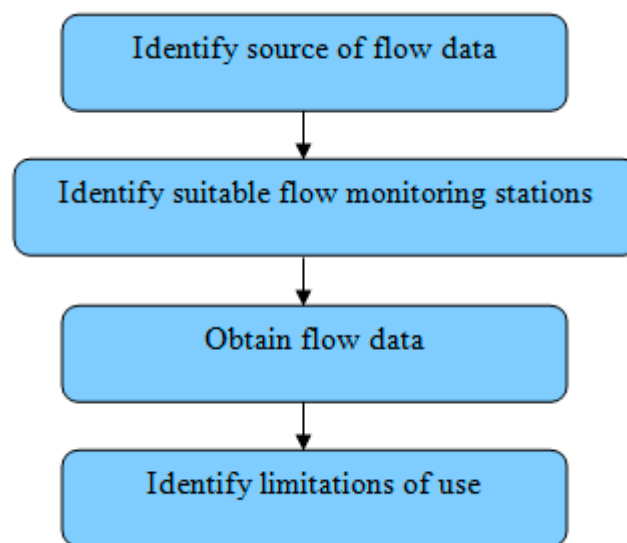 Identify source of flow data
Identify suitable flow monitoring stations
Obtain flow data
Identify limitations of use